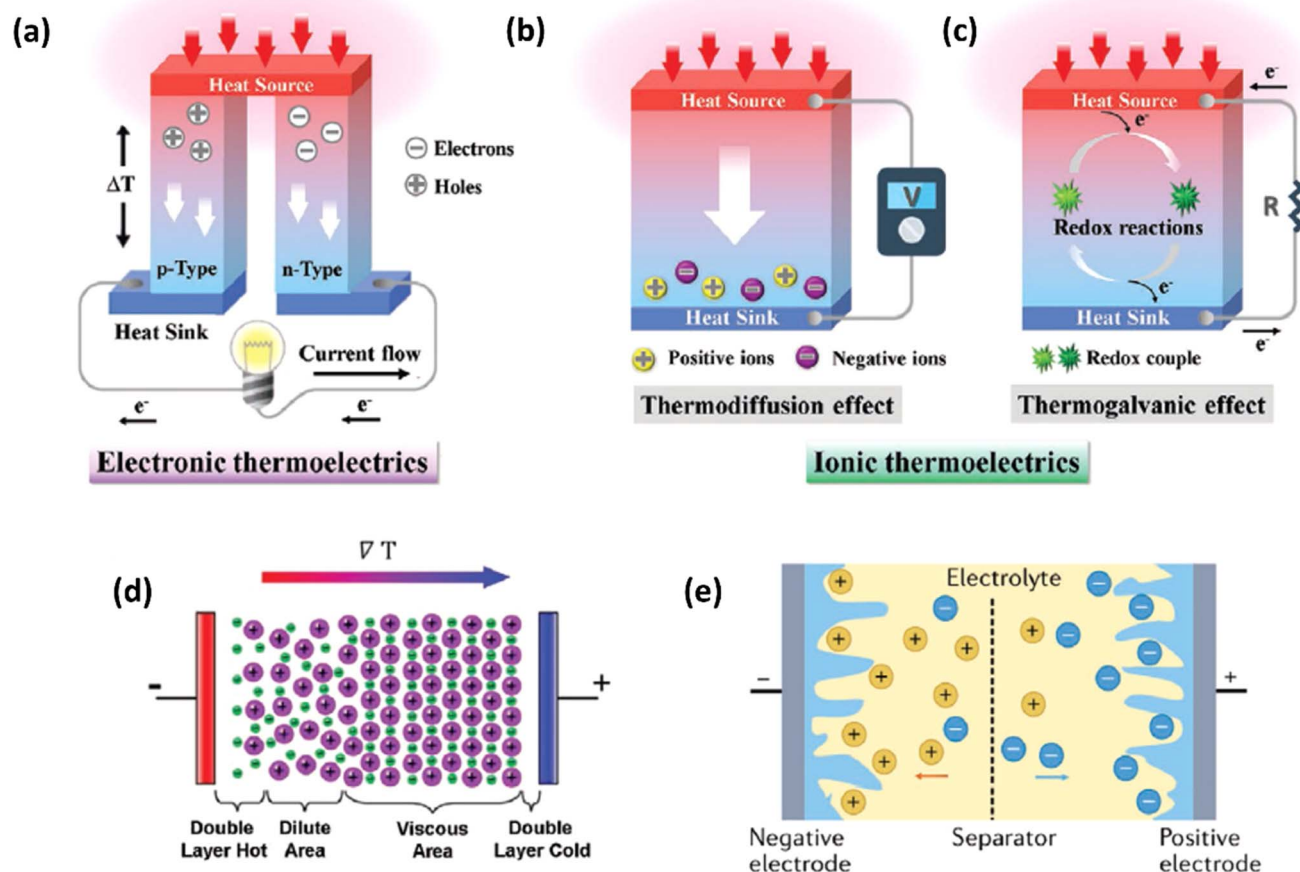 (a)
Heat Source
ΔT
Electrons
Holes
p-Type
n-Type
Heat Sink
Current flow
e⁻
e⁻
Electronic thermoelectrics
(b)
Heat Source
V
Heat Sink
Positive ions
Negative ions
Thermodiffusion effect
(c)
e⁻
Heat Source
e⁻
Redox reactions
R
e⁻
Heat Sink
e⁻
Redox couple
Thermogalvanic effect
Ionic thermoelectrics
(d)
∇ T
-
+
Double
Layer Hot
Dilute
Area
Viscous
Area
Double
Layer Cold
(e)
Electrolyte
−
+
Negative
electrode
Separator
Positive
electrode